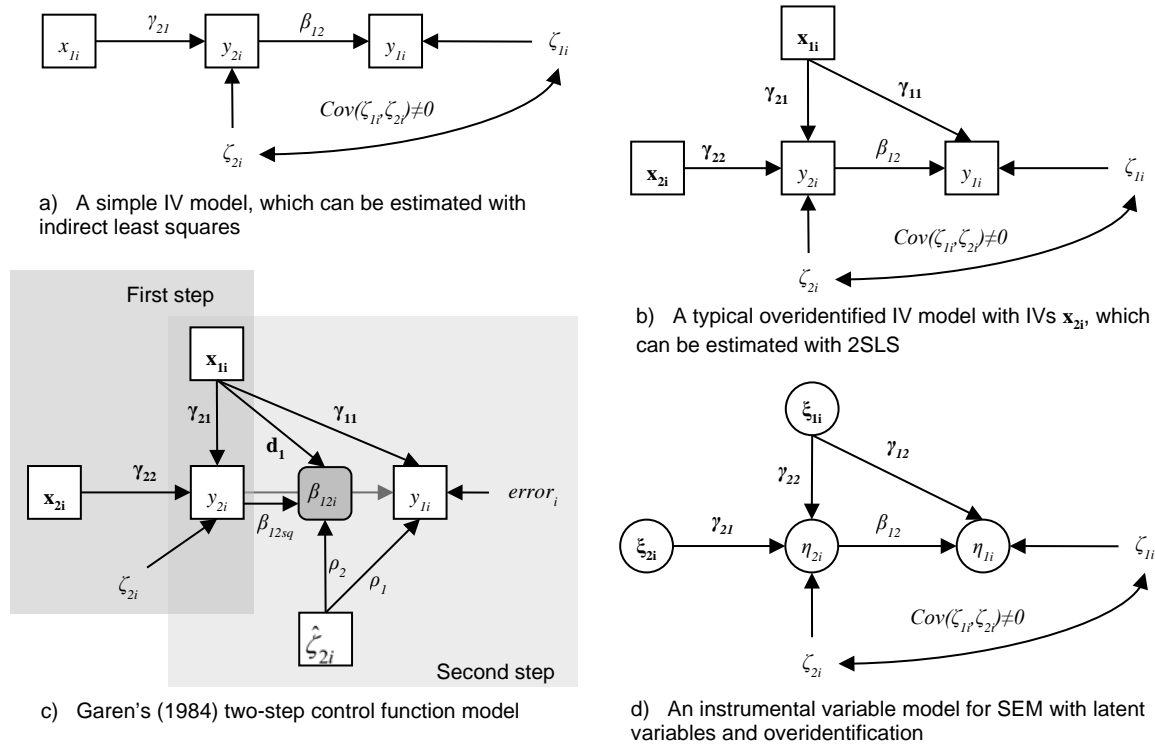 γ21 β12
x1i y2i y1i ζ1i
Cov(ζ1i,ζ2i)≠0
ζ2i
a) A simple IV model, which can be estimated with
indirect least squares
x1i
γ21 γ11
γ22 β12
x2i y2i y1i ζ1i
Cov(ζ1i,ζ2i)≠0
ζ2i
b) A typical overidentified IV model with IVs x2i, which
can be estimated with 2SLS
First step
x1i
γ21 γ11
d1
γ22
x2i y2i β12i y1i errori
β12sq
ζ2i ρ2 ρ1
ζ̂2i
Second step
c) Garen's (1984) two-step control function model
ξ1i
γ22 γ12
γ21 β12
ξ2i η2i η1i ζ1i
Cov(ζ1i,ζ2i)≠0
ζ2i
d) An instrumental variable model for SEM with latent
variables and overidentification